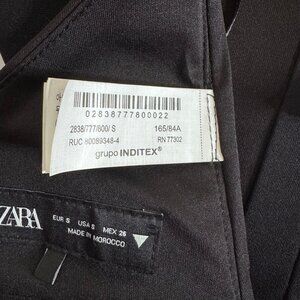 02838777800022
2838/777/800/ S 165/84A
RUC 80089348-4 RN 77302
grupo INDITEX
ZARA
EUR S USA S MEX 26
MADE IN MOROCCO